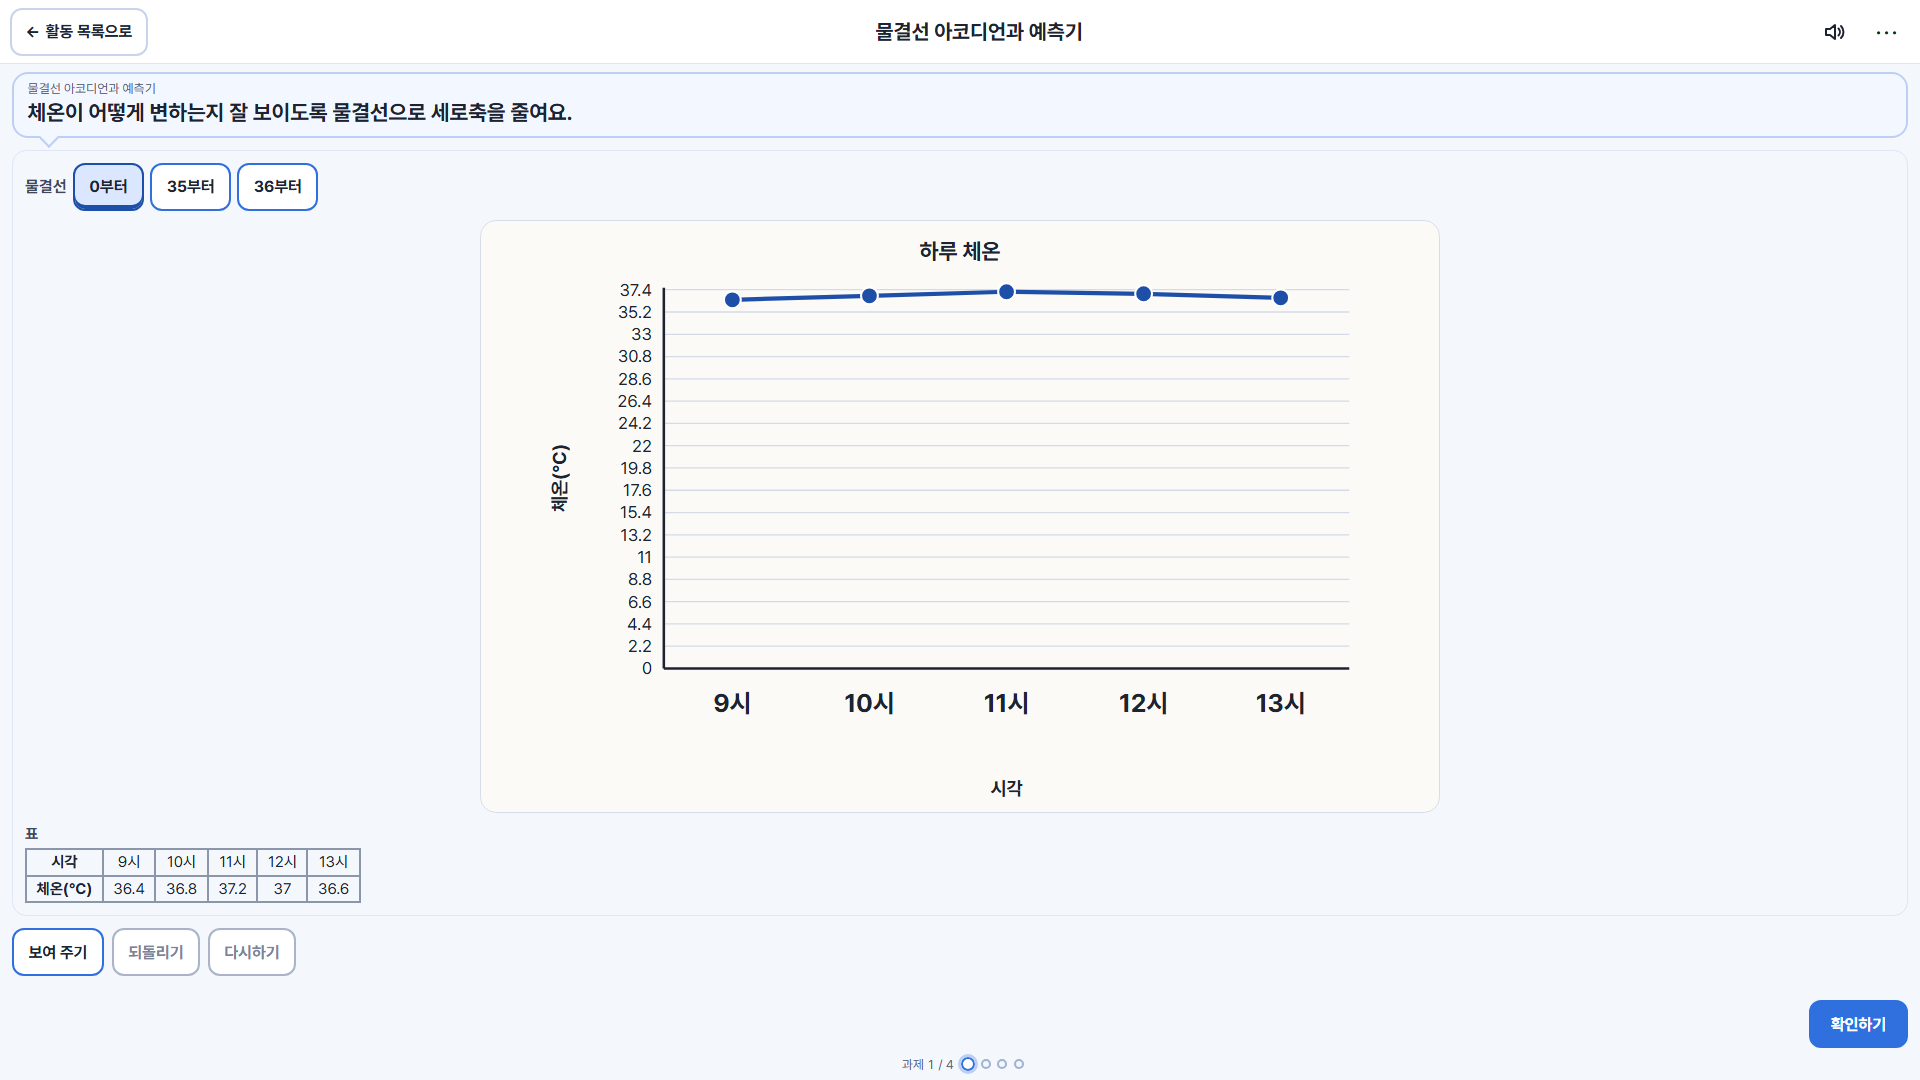 ← 활동 목록으로
물결선 아코디언과 예측기
물결선 아코디언과 예측기
체온이 어떻게 변하는지 잘 보이도록 물결선으로 세로축을 줄여요.
물결선 0부터 35부터 36부터
하루 체온
37.4
35.2
33
30.8
28.6
26.4
24.2
22
19.8
17.6
15.4
13.2
11
8.8
6.6
4.4
2.2
0
체온(°C)
9시 10시 11시 12시 13시
시각
표
시각 9시 10시 11시 12시 13시
체온(°C) 36.4 36.8 37.2 37 36.6
보여 주기 되돌리기 다시하기
확인하기
과제 1 / 4